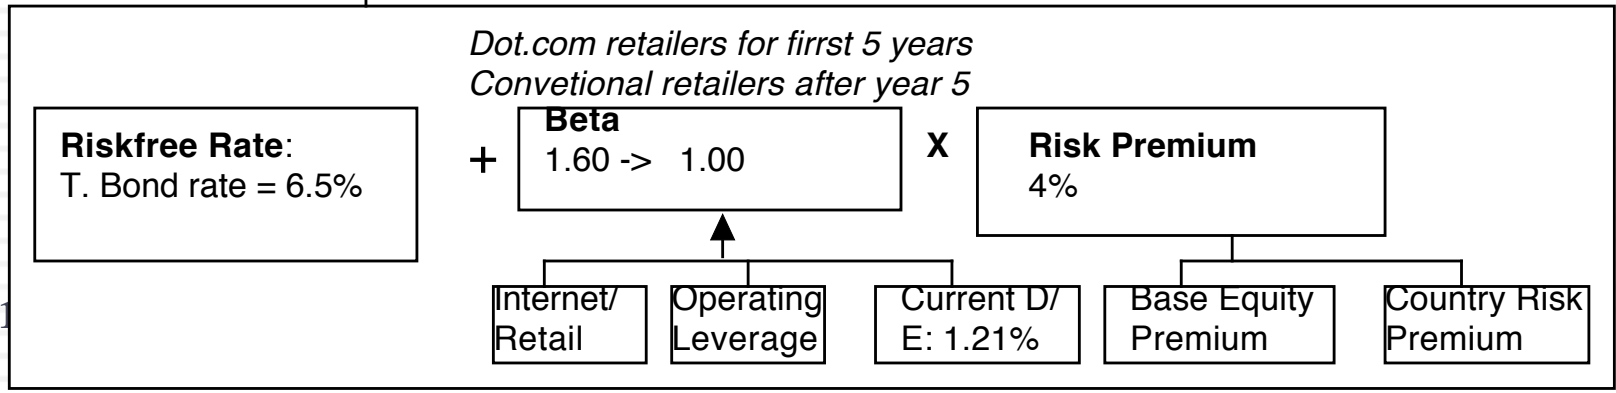 Dot.com retailers for firrst 5 years
Convetional retailers after year 5
Riskfree Rate:
T. Bond rate = 6.5%
+
Beta
1.60 -> 1.00
X
Risk Premium
4%
Internet/
Retail
Operating
Leverage
Current D/
E: 1.21%
Base Equity
Premium
Country Risk
Premium
1